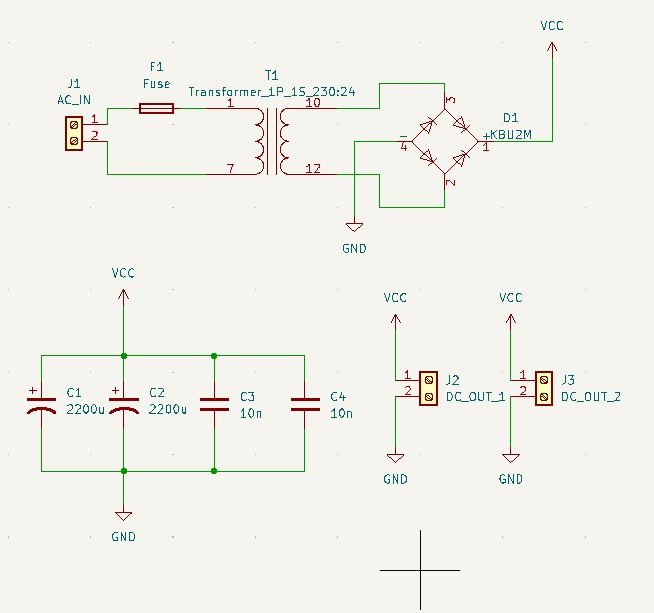 VCC
F1
Fuse
J1
AC_IN
1
2
T1
Transformer_1P_1S_230:24
1
10
7
12
3
D1
KBU2M
−
4
+
1
2
GND
VCC
+
C1
2200u
+
C2
2200u
C3
10n
C4
10n
GND
VCC
1
2
J2
DC_OUT_1
GND
VCC
1
2
J3
DC_OUT_2
GND